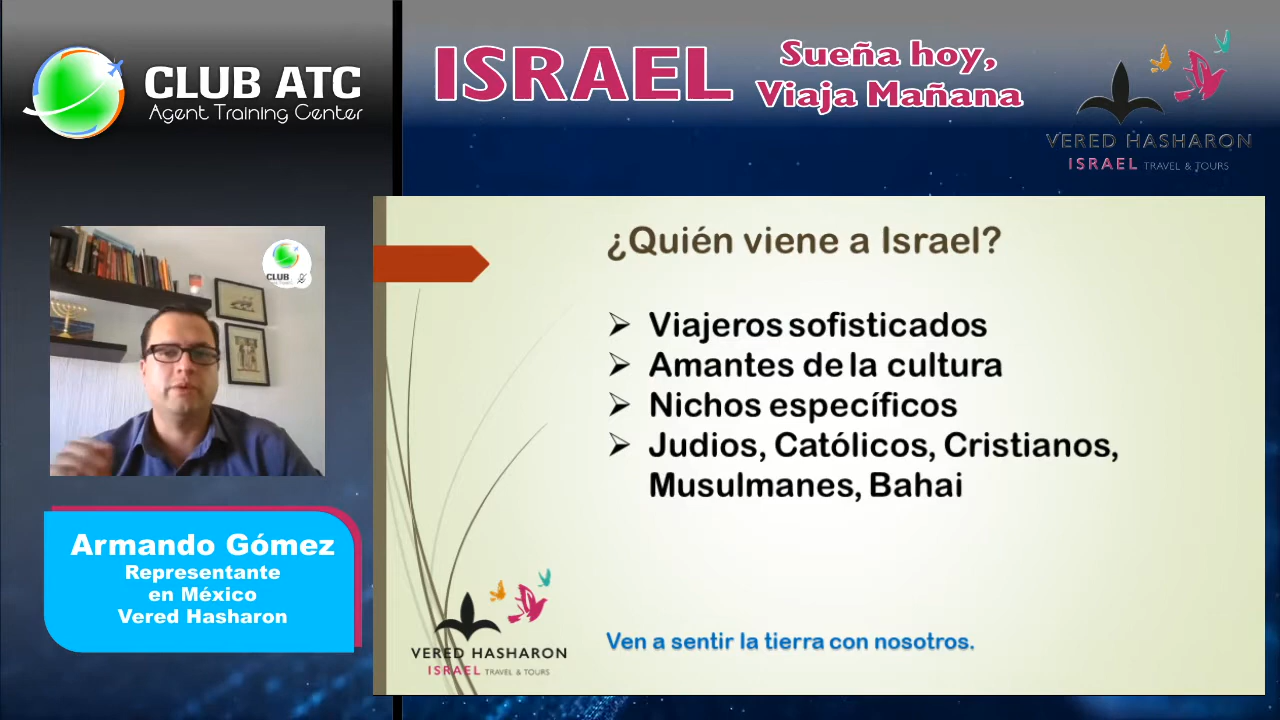 CLUB ATC
Agent Training Center
ISRAEL
Sueña hoy,
Viaja Mañana
VERED HASHARON
ISRAEL TRAVEL & TOURS
CLUB
¿Quién viene a Israel?
Viajeros sofisticados
Amantes de la cultura
Nichos específicos
Judios, Católicos, Cristianos,
Musulmanes, Bahai
Armando Gómez
Representante
en México
Vered Hasharon
VERED HASHARON
ISRAEL TRAVEL & TOURS
Ven a sentir la tierra con nosotros.